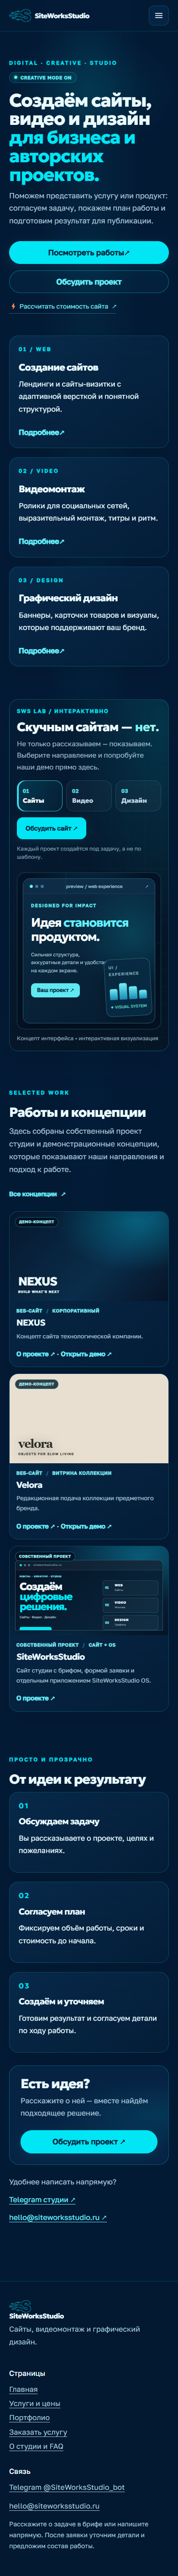 SiteWorksStudio
DIGITAL · CREATIVE · STUDIO
CREATIVE MODE ON
Создаём сайты,
видео и дизайн
для бизнеса и
авторских
проектов.
Поможем представить услугу или продукт:
согласуем задачу, покажем план работы и
подготовим результат для публикации.
Посмотреть работы↗
Обсудить проект
Рассчитать стоимость сайта ↗
01 / WEB
Создание сайтов
Лендинги и сайты-визитки с
адаптивной версткой и понятной
структурой.
Подробнее↗
02 / VIDEO
Видеомонтаж
Ролики для социальных сетей,
выразительный монтаж, титры и ритм.
Подробнее↗
03 / DESIGN
Графический дизайн
Баннеры, карточки товаров и визуалы,
которые поддерживают ваш бренд.
Подробнее↗
SWS LAB / ИНТЕРАКТИВНО
Скучным сайтам — нет.
Не только рассказываем — показываем.
Выберите направление и попробуйте
наши демо прямо здесь.
01
Сайты
02
Видео
03
Дизайн
Обсудить сайт ↗
Каждый проект создаётся под задачу, а не по
шаблону.
preview / web experience ↗
DESIGNED FOR IMPACT
Идея становится
продуктом.
Сильная структура,
аккуратные детали и удобство
на каждом экране.
Ваш проект ↗
UI /
EXPERIENCE
VISUAL SYSTEM
Концепт интерфейса • интерактивная визуализация
SELECTED WORK
Работы и концепции
Здесь собраны собственный проект
студии и демонстрационные концепции,
которые показывают наши направления и
подход к работе.
Все концепции ↗
ДЕМО-КОНЦЕПТ
NEXUS
BUILD WHAT'S NEXT
ВЕБ-САЙТ / КОРПОРАТИВНЫЙ
NEXUS
Концепт сайта технологической компании.
О проекте ↗ · Открыть демо ↗
ДЕМО-КОНЦЕПТ
velora
OBJECTS FOR SLOW LIVING
ВЕБ-САЙТ / ВИТРИНА КОЛЛЕКЦИИ
Velora
Редакционная подача коллекции предметного
бренда.
О проекте ↗ · Открыть демо ↗
СОБСТВЕННЫЙ ПРОЕКТ
Создаём
цифровые
решения.
WEB
VIDEO
DESIGN
СОБСТВЕННЫЙ ПРОЕКТ / САЙТ + OS
SiteWorksStudio
Сайт студии с брифом, формой заявки и
отдельным приложением SiteWorksStudio OS.
О проекте ↗
ПРОСТО И ПРОЗРАЧНО
От идеи к результату
01
Обсуждаем задачу
Вы рассказываете о проекте, целях и
пожеланиях.
02
Согласуем план
Фиксируем объём работы, сроки и
стоимость до начала.
03
Создаём и уточняем
Готовим результат и согласуем детали
по ходу работы.
Есть идея?
Расскажите о ней — вместе найдём
подходящее решение.
Обсудить проект ↗
Удобнее написать напрямую?
Telegram студии ↗
hello@siteworksstudio.ru ↗
SiteWorksStudio
Сайты, видеомонтаж и графический
дизайн.
Страницы
Главная
Услуги и цены
Портфолио
Заказать услугу
О студии и FAQ
Связь
Telegram @SiteWorksStudio_bot
hello@siteworksstudio.ru
Расскажите о задаче в брифе или напишите
напрямую. После заявки уточним детали и
предложим состав работы.